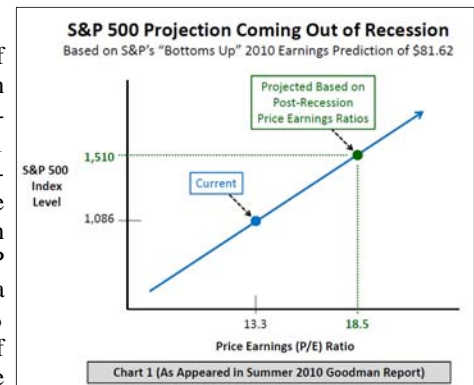 S&P 500 Projection Coming Out of Recession
Based on S&P's “Bottoms Up” 2010 Earnings Prediction of $81.62
Projected Based on
Post-Recession
Price Earnings Ratios
1,510
S&P 500
Index
Level
Current
1,086
13.3
18.5
Price Earnings (P/E) Ratio
Chart 1 (As Appeared in Summer 2010 Goodman Report)